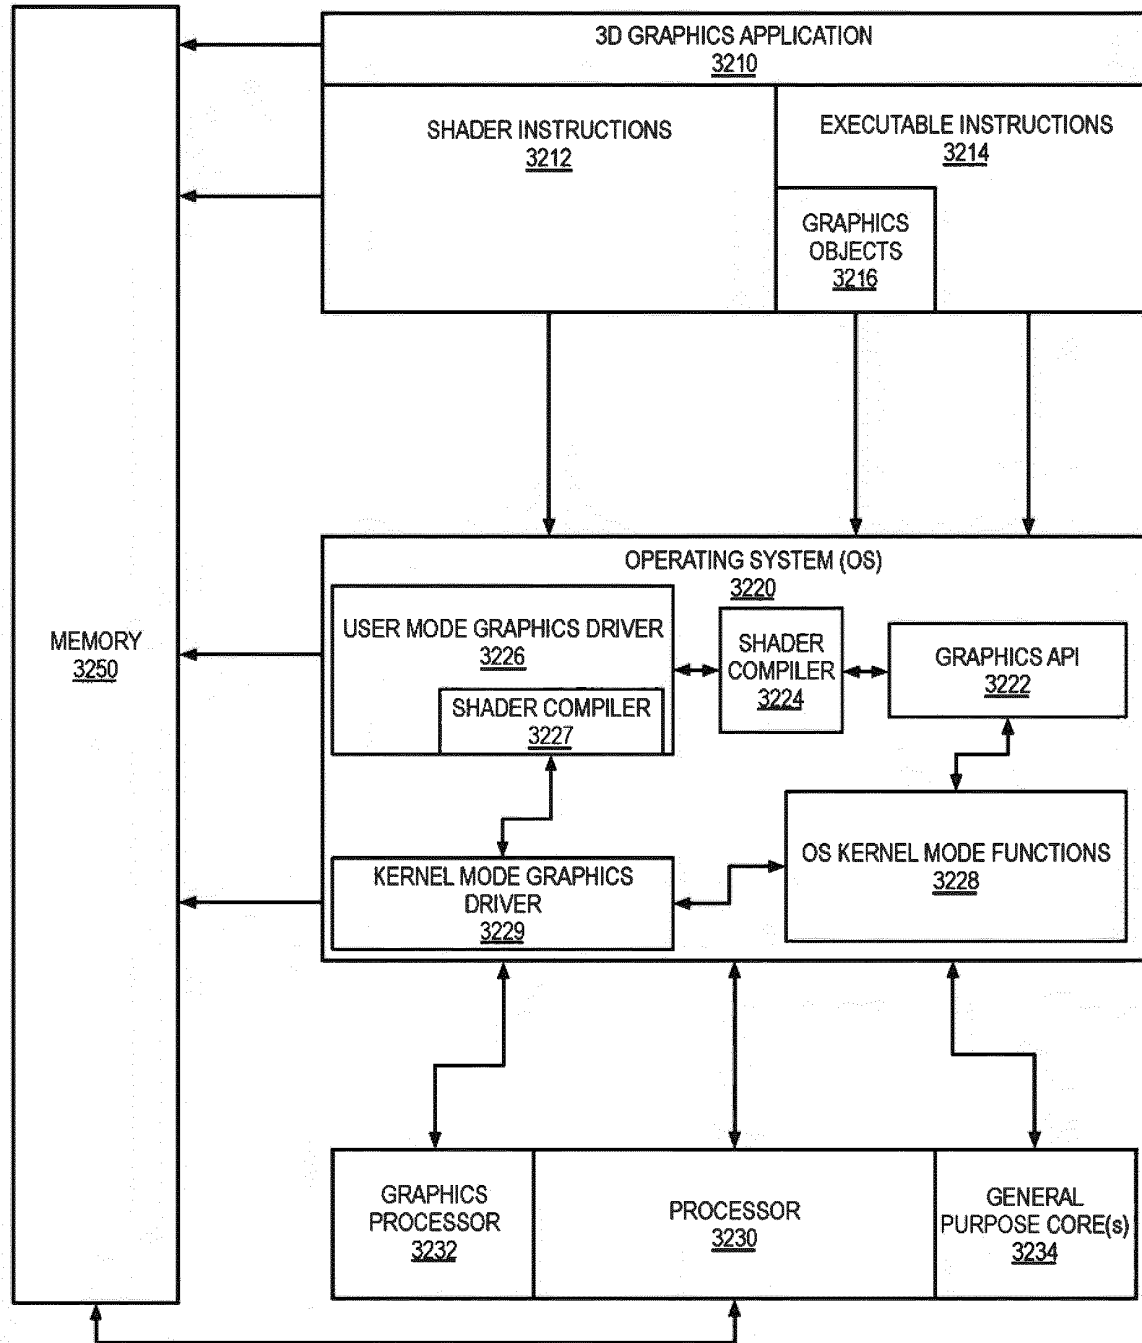 3D GRAPHICS APPLICATION
3210
SHADER INSTRUCTIONS
3212
EXECUTABLE INSTRUCTIONS
3214
GRAPHICS
OBJECTS
3216
OPERATING SYSTEM (OS)
3220
USER MODE GRAPHICS DRIVER
3226
SHADER COMPILER
3227
SHADER
COMPILER
3224
GRAPHICS API
3222
MEMORY
3250
KERNEL MODE GRAPHICS
DRIVER
3229
OS KERNEL MODE FUNCTIONS
3228
GRAPHICS
PROCESSOR
3232
PROCESSOR
3230
GENERAL
PURPOSE CORE(s)
3234